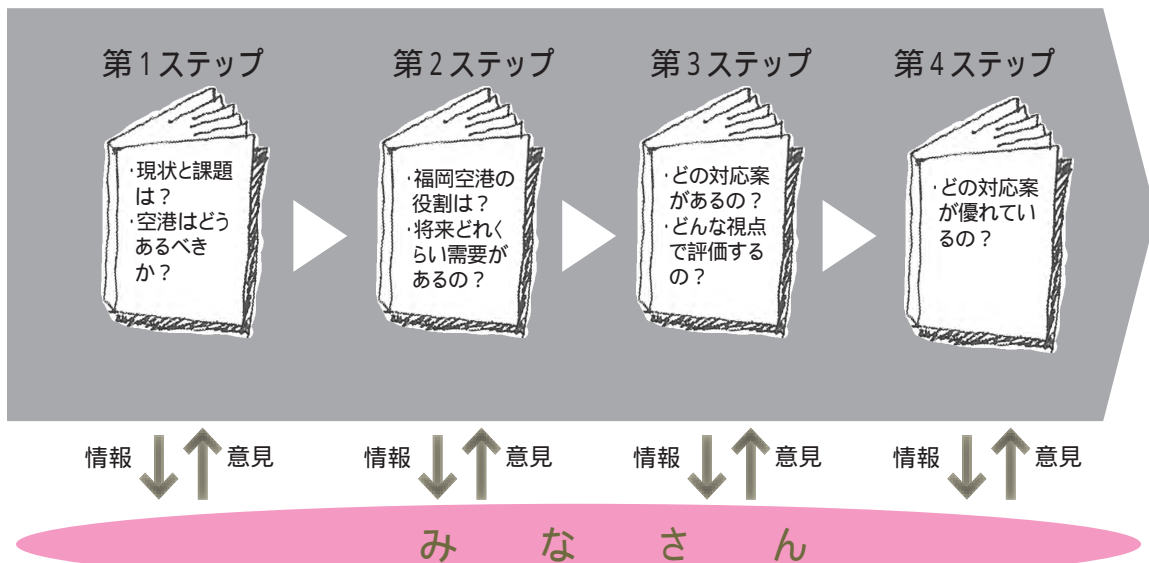 第1ステップ
・現状と課題
は？
・空港はどう
あるべき
か？
第2ステップ
・福岡空港の
役割は？
・将来どれく
らい需要が
あるの？
第3ステップ
・どの対応案
があるの？
・どんな視点
で評価する
の？
第4ステップ
・どの対応案
が優れてい
るの？
情報
意見
情報
意見
情報
意見
情報
意見
みなさん